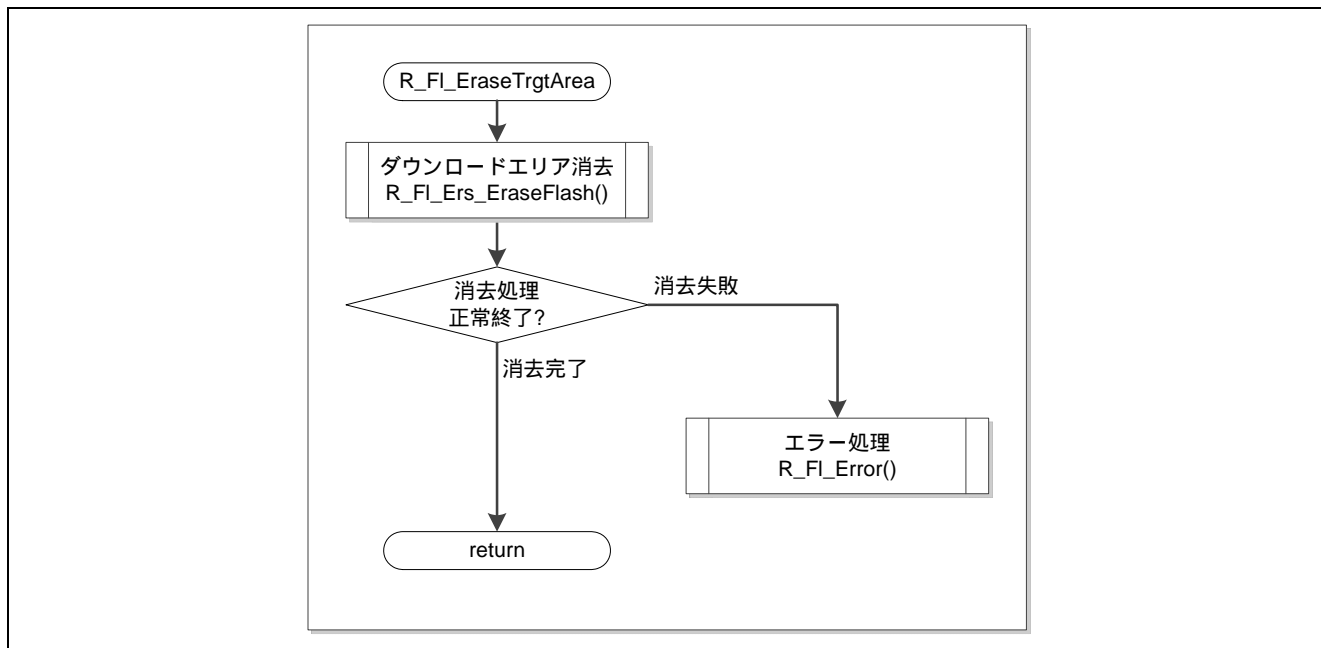 R_Fl_EraseTrgtArea
ダウンロードエリア消去
R_Fl_Ers_EraseFlash()
消去処理
正常終了?
消去失敗
消去完了
エラー処理
R_Fl_Error()
return